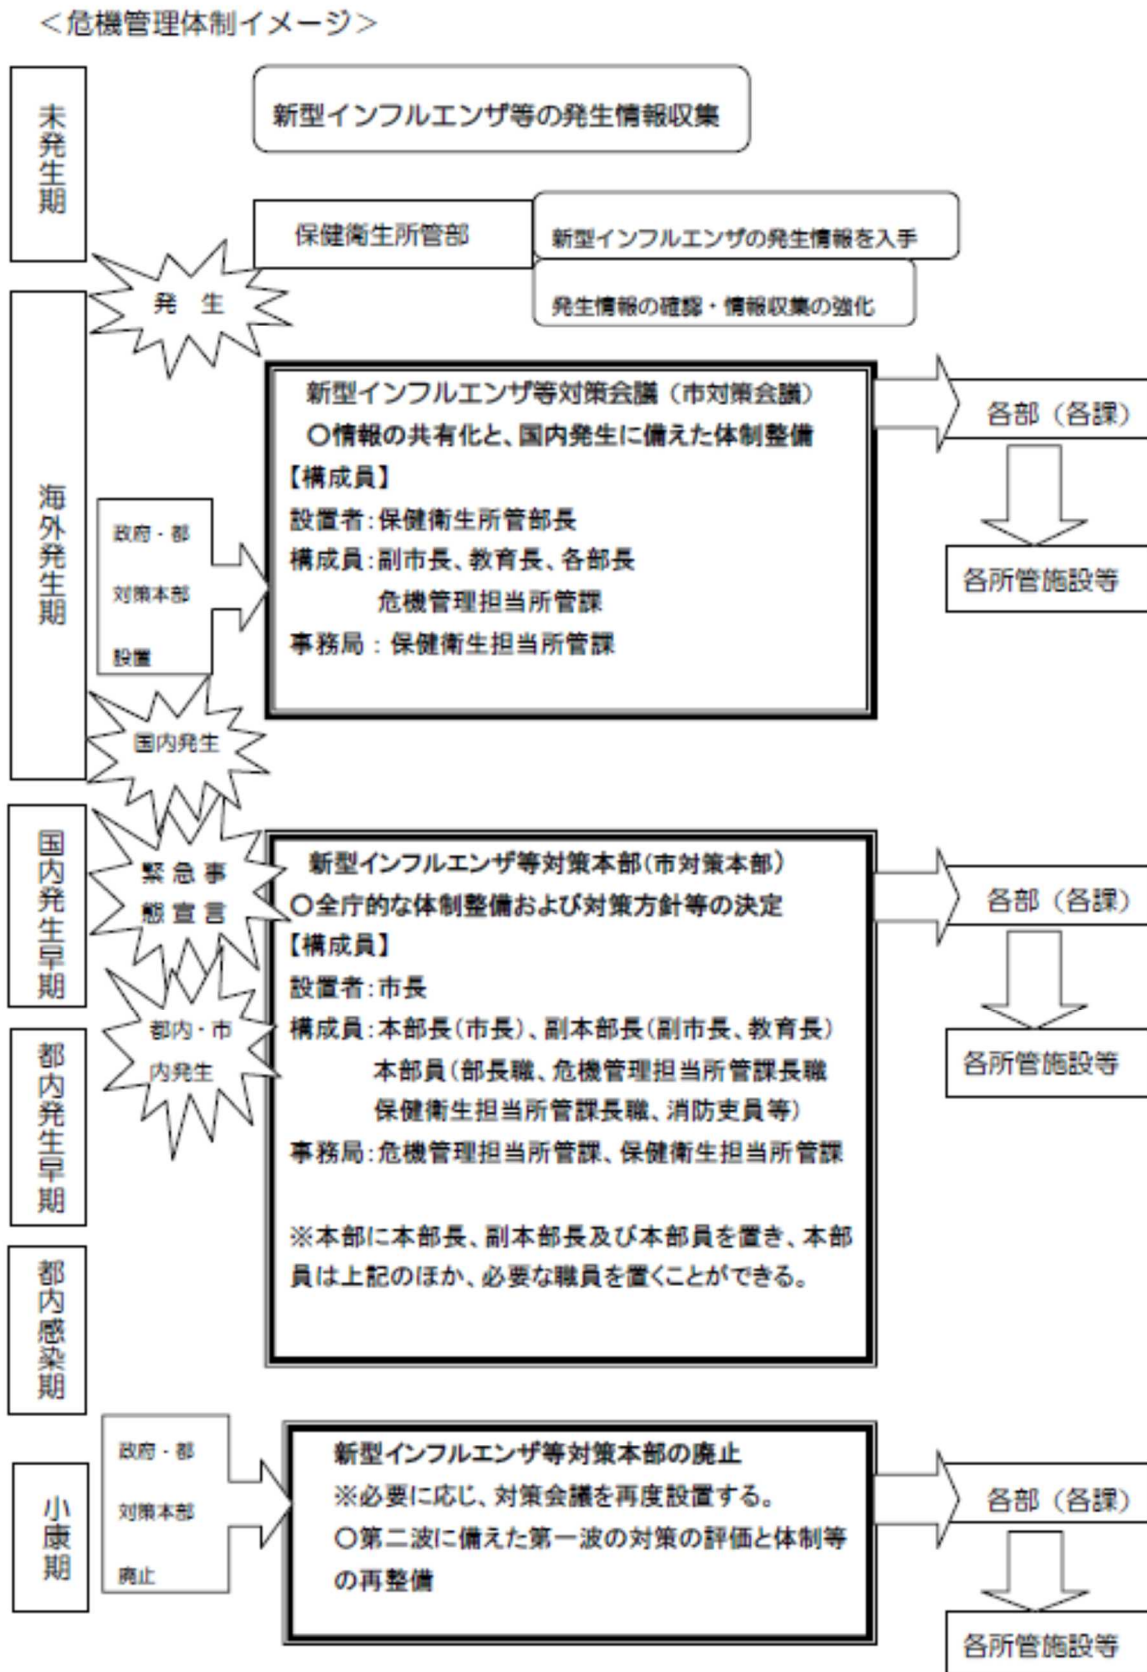 ＜危機管理体制イメージ＞
未発生期
新型インフルエンザ等の発生情報収集
保健衛生所管部
新型インフルエンザの発生情報を入手
発生情報の確認・情報収集の強化
発　生
海外発生期
新型インフルエンザ等対策会議（市対策会議）
○情報の共有化と、国内発生に備えた体制整備
【構成員】
設置者：保健衛生所管部長
構成員：副市長、教育長、各部長
危機管理担当所管課
事務局：保健衛生担当所管課
政府・都
対策本部
設置
各部（各課）
各所管施設等
国内発生
国内発生早期
緊急事
態宣言
新型インフルエンザ等対策本部（市対策本部）
○全庁的な体制整備および対策方針等の決定
【構成員】
設置者：市長
構成員：本部長（市長）、副本部長（副市長、教育長）
本部員（部長職、危機管理担当所管課長職
保健衛生担当所管課長職、消防吏員等）
事務局：危機管理担当所管課、保健衛生担当所管課
※本部に本部長、副本部長及び本部員を置き、本部
員は上記のほか、必要な職員を置くことができる。
各部（各課）
各所管施設等
都内発生早期
都内・市
内発生
都内感染期
小康期
政府・都
対策本部
廃止
新型インフルエンザ等対策本部の廃止
※必要に応じ、対策会議を再度設置する。
○第二波に備えた第一波の対策の評価と体制等
の再整備
各部（各課）
各所管施設等